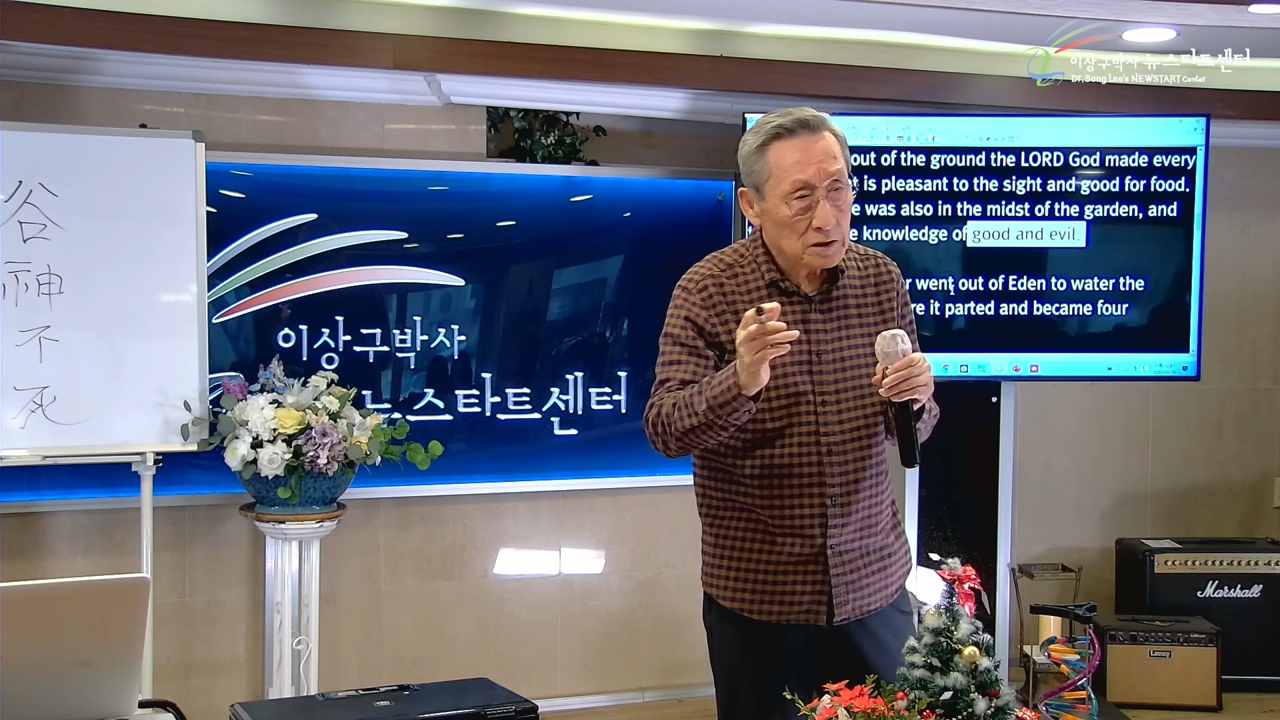 이상구박사 뉴스타트센터
Dr. Sang Lee's NEWSTART Center
谷
神
不
死
이상구박사
뉴스타트센터
out of the ground the LORD God made every
is pleasant to the sight and good for food.
was also in the midst of the garden, and
knowledge of good and evil.
went out of Eden to water the
it parted and became four
Marshall
Laney